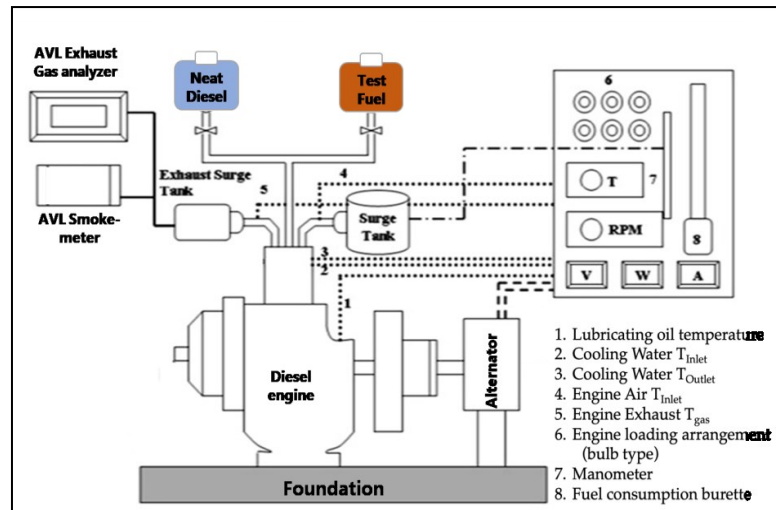 AVL Exhaust
Gas analyzer
Neat
Diesel
Test
Fuel
6
Exhaust Surge
Tank
5
4
T
7
AVL Smoke-
meter
Surge
Tank
RPM
8
3
2
V
W
A
1
Diesel
engine
Alternator
Foundation
1. Lubricating oil temperature
2. Cooling Water TInlet
3. Cooling Water TOutlet
4. Engine Air TInlet
5. Engine Exhaust Tgas
6. Engine loading arrangement
(bulb type)
7. Manometer
8. Fuel consumption burette